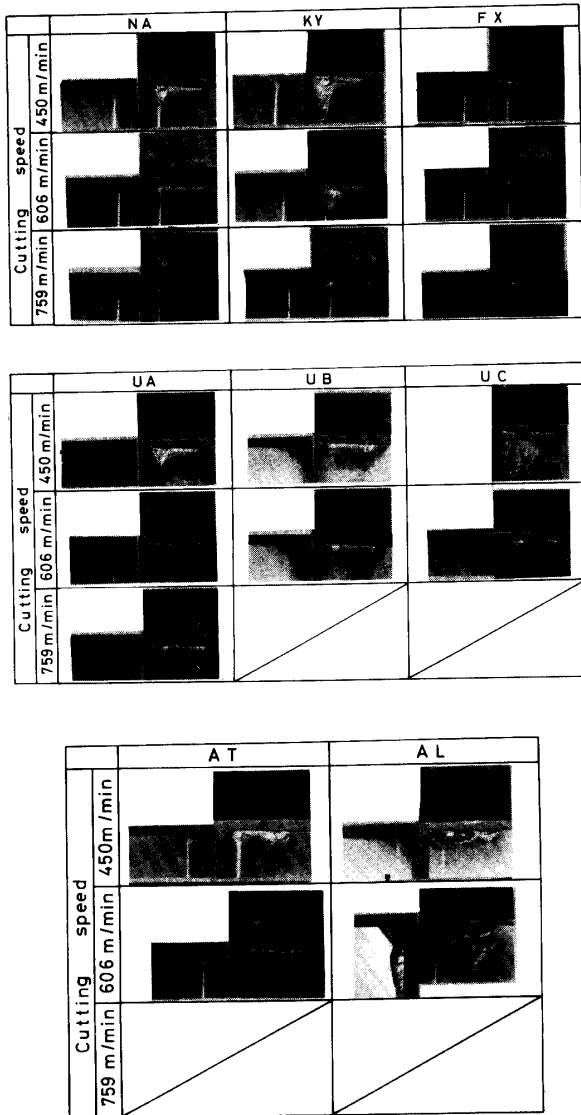 NA KY FX
Cutting speed
450 m/min
606 m/min
759 m/min
UA UB UC
Cutting speed
450 m/min
606 m/min
759 m/min
AT AL
Cutting speed
450m/min
606 m/min
759 m/min